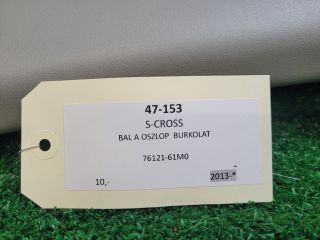 47-153
S-CROSS
BAL A OSZLOP BURKOLAT
76121-61M0
10,-
2013-*